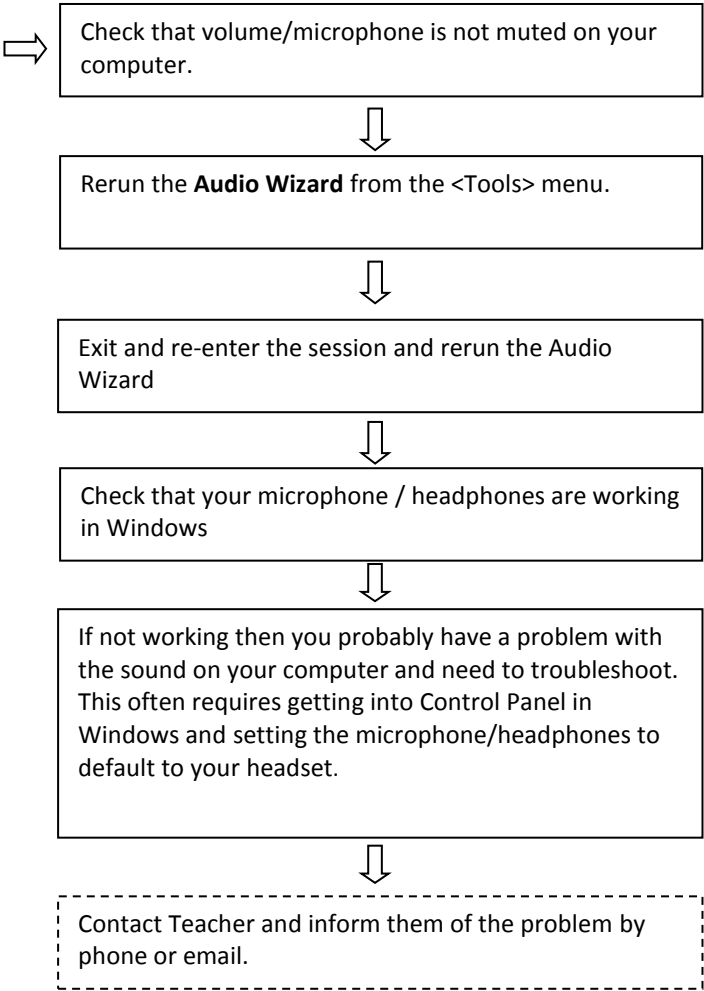 Check that volume/microphone is not muted on your
computer.
Rerun the Audio Wizard from the <Tools> menu.
Exit and re-enter the session and rerun the Audio
Wizard
Check that your microphone / headphones are working
in Windows
If not working then you probably have a problem with
the sound on your computer and need to troubleshoot.
This often requires getting into Control Panel in
Windows and setting the microphone/headphones to
default to your headset.
Contact Teacher and inform them of the problem by
phone or email.